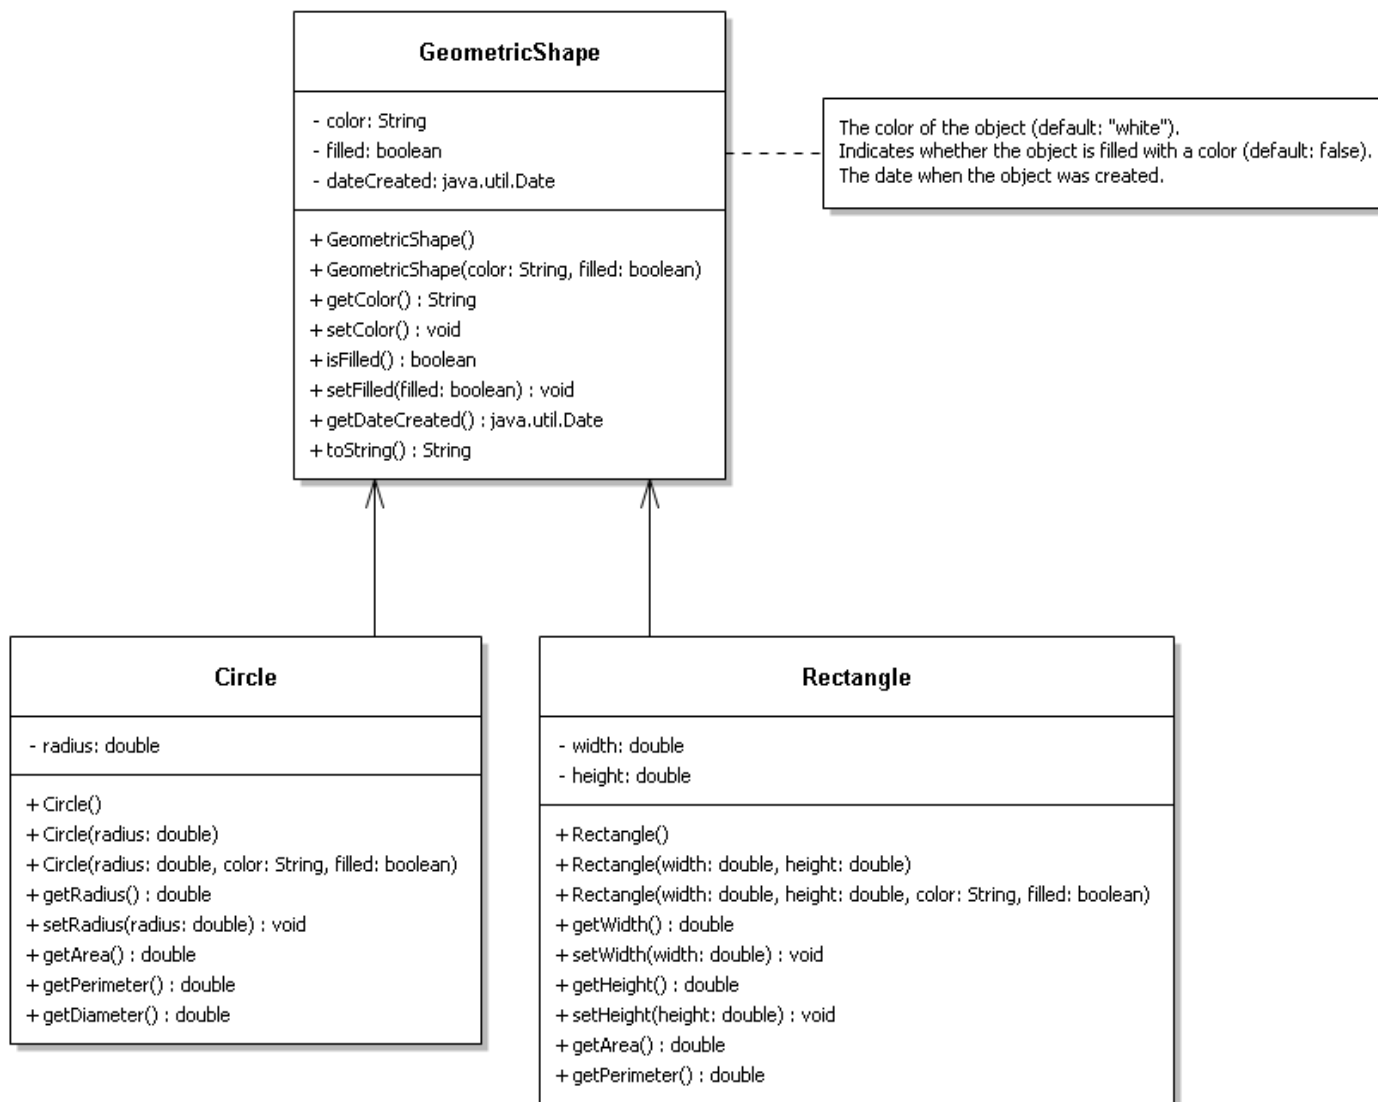 GeometricShape
- color: String
- filled: boolean
- dateCreated: java.util.Date
+ GeometricShape()
+ GeometricShape(color: String, filled: boolean)
+ getColor() : String
+ setColor() : void
+ isFilled() : boolean
+ setFilled(filled: boolean) : void
+ getDateCreated() : java.util.Date
+ toString() : String
The color of the object (default: "white").
Indicates whether the object is filled with a color (default: false).
The date when the object was created.
Circle
- radius: double
+ Circle()
+ Circle(radius: double)
+ Circle(radius: double, color: String, filled: boolean)
+ getRadius() : double
+ setRadius(radius: double) : void
+ getArea() : double
+ getPerimeter() : double
+ getDiameter() : double
Rectangle
- width: double
- height: double
+ Rectangle()
+ Rectangle(width: double, height: double)
+ Rectangle(width: double, height: double, color: String, filled: boolean)
+ getWidth() : double
+ setWidth(width: double) : void
+ getHeight() : double
+ setHeight(height: double) : void
+ getArea() : double
+ getPerimeter() : double